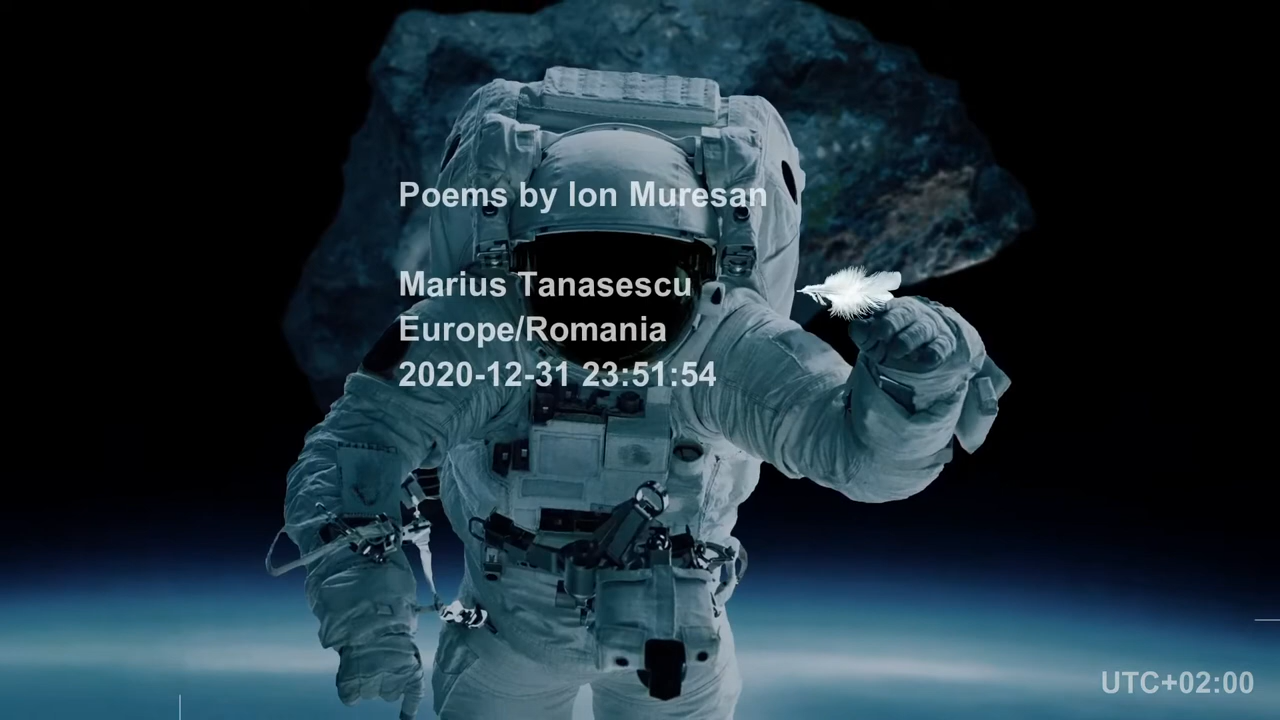 Poems by Ion Muresan
Marius Tanasescu
Europe/Romania
2020-12-31 23:51:54
UTC+02:00